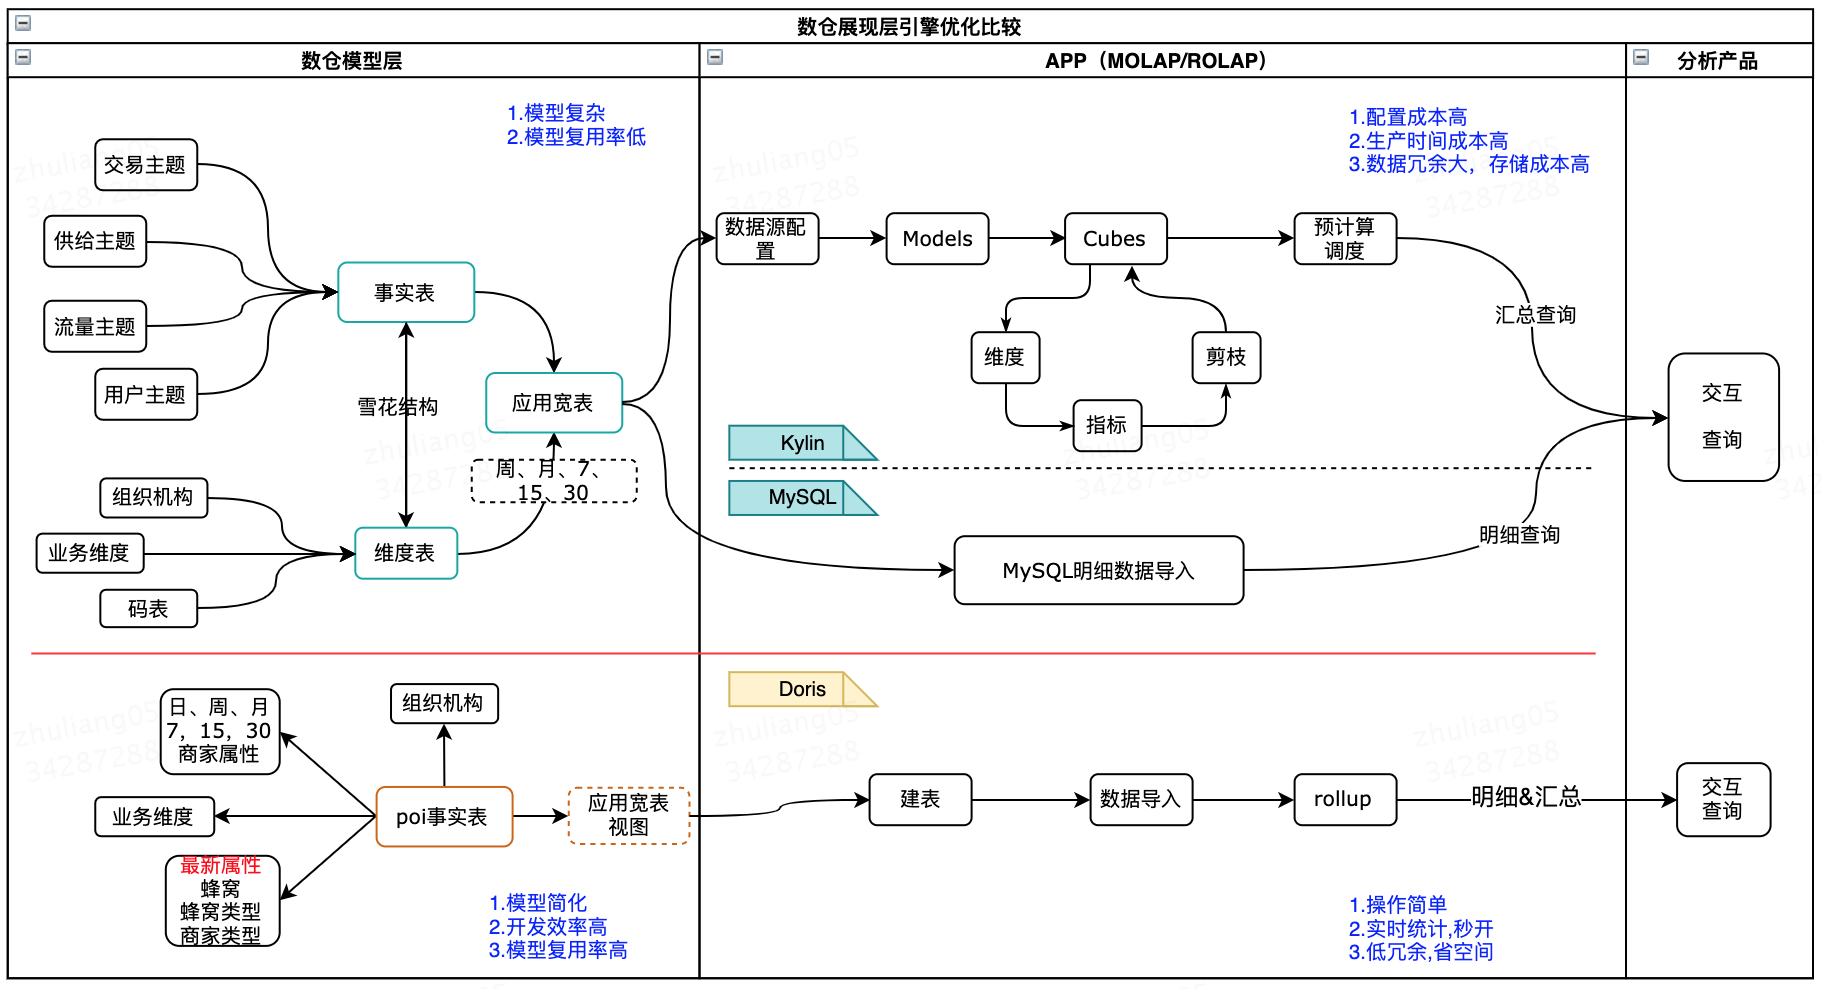 数仓展现层引擎优化比较
数仓模型层
APP（MOLAP/ROLAP）
分析产品
1.模型复杂
2.模型复用率低
1.配置成本高
2.生产时间成本高
3.数据冗余大，存储成本高
交易主题
供给主题
流量主题
用户主题
事实表
雪花结构
应用宽表
周、月、7、
15、30
组织机构
业务维度
码表
维度表
数据源配
置
Models
Cubes
预计算
调度
维度
指标
剪枝
汇总查询
Kylin
MySQL
MySQL明细数据导入
明细查询
交互
查询
日、周、月
7，15，30
商家属性
组织机构
业务维度
poi事实表
应用宽表
视图
最新属性
蜂窝
蜂窝类型
商家类型
1.模型简化
2.开发效率高
3.模型复用率高
Doris
建表
数据导入
rollup
明细&汇总
交互
查询
1.操作简单
2.实时统计,秒开
3.低冗余,省空间
zhuliang05
34287288